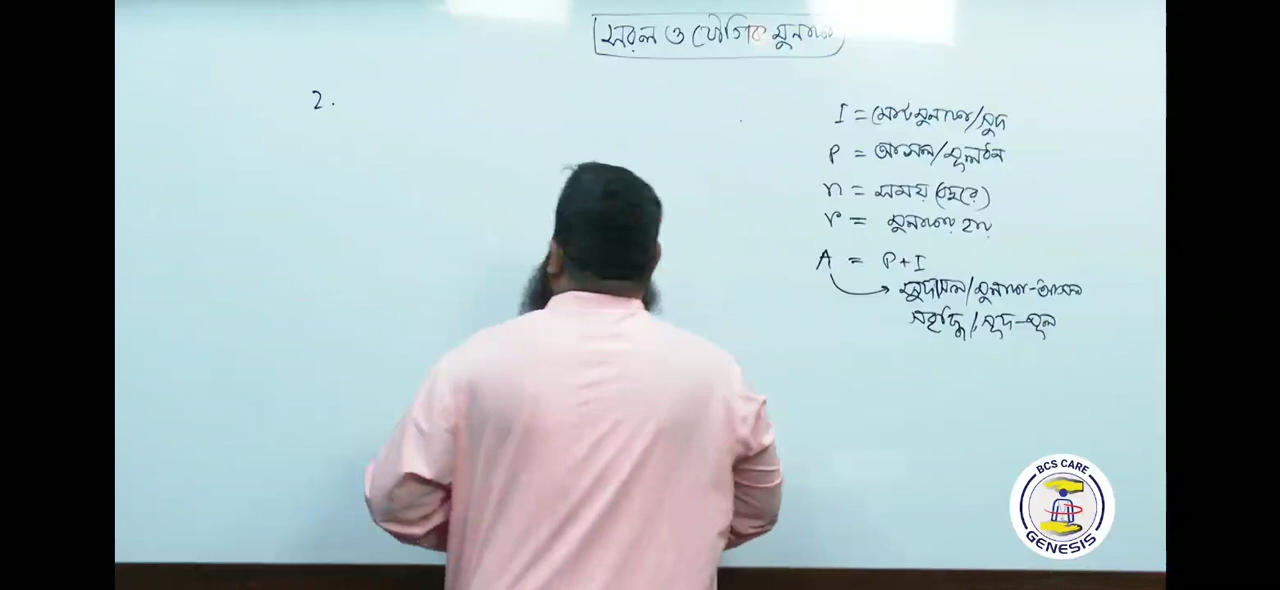 সরল ও যৌগিক মুনাফা
2.
I = মোট মুনাফা/সুদ
P = আসল/মূলধন
n = সময় (বছরে)
r = মুনাফার হার
A = P+I
সুদাসল/মুনাফা-আসল
সবৃদ্ধি/সুদ-মূল
BCS CARE
GENESIS